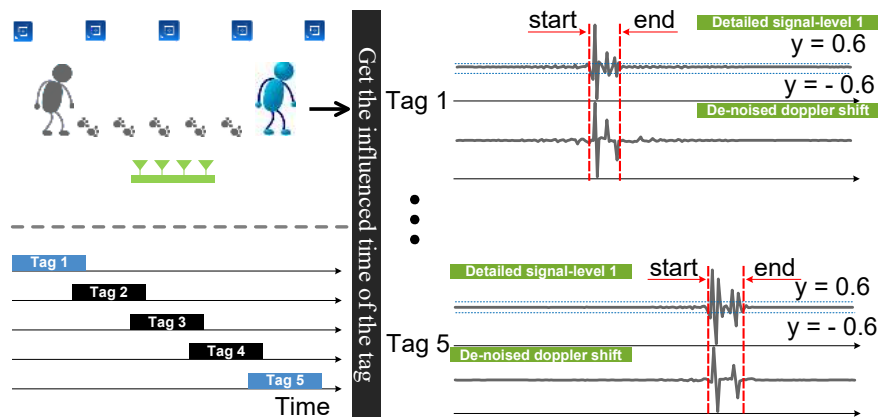 Tag 1
Tag 2
Tag 3
Tag 4
Tag 5
Time
Get the influenced time of the tag
start
end
Detailed signal-level 1
y = 0.6
y = - 0.6
Tag 1
De-noised doppler shift
start
end
Detailed signal-level 1
y = 0.6
y = - 0.6
Tag 5
De-noised doppler shift